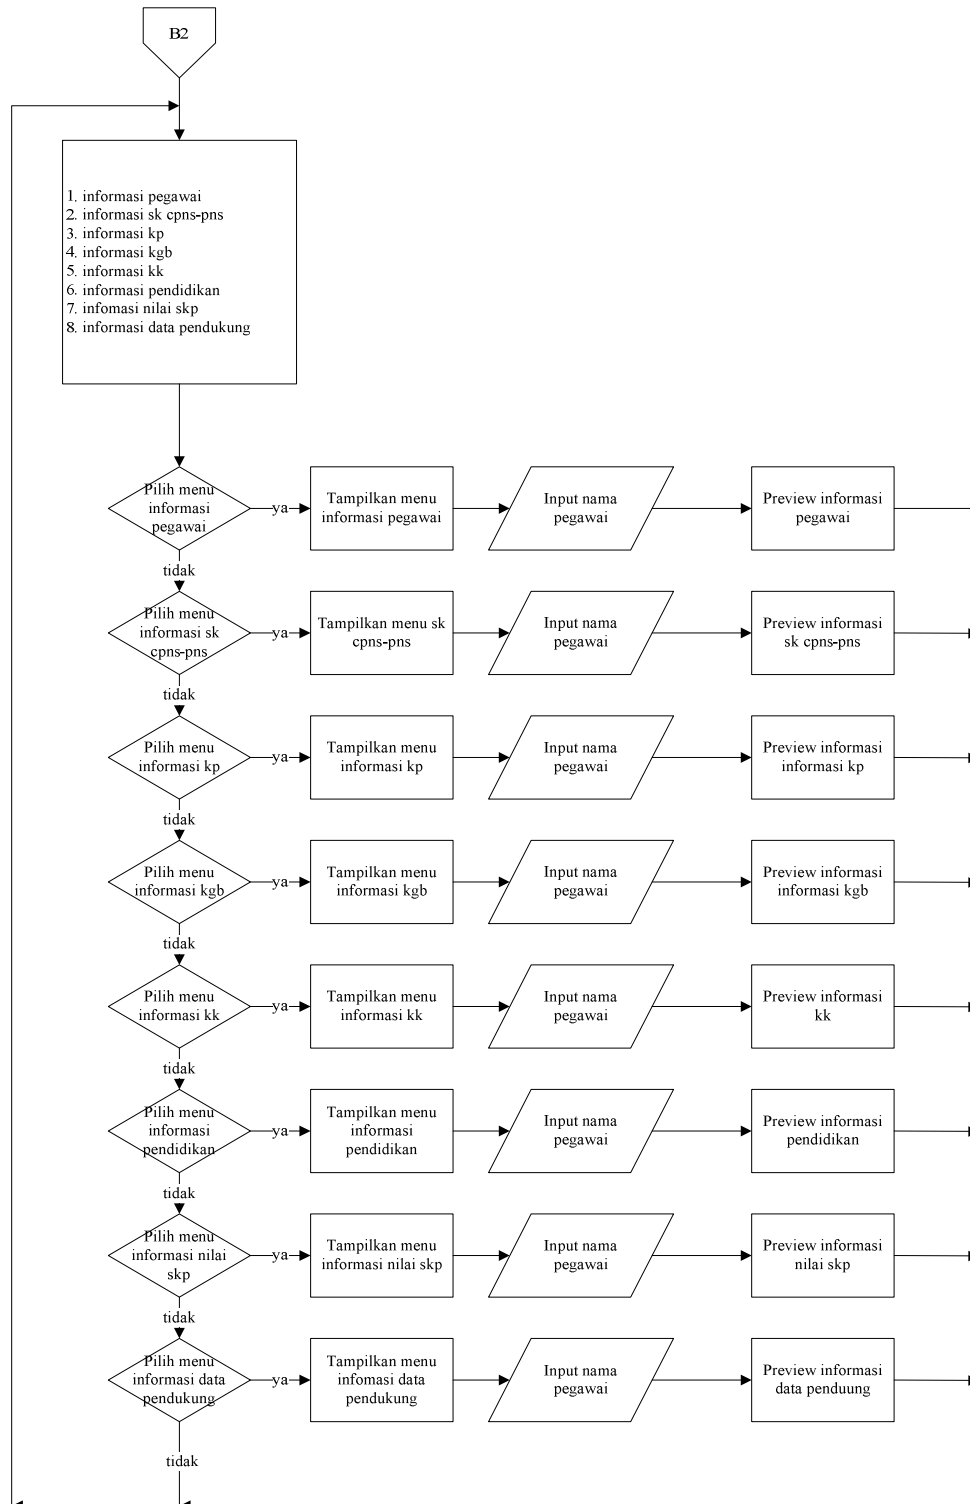 B2
1. informasi pegawai
2. informasi sk cpns-pns
3. informasi kp
4. informasi kgb
5. informasi kk
6. informasi pendidikan
7. infomasi nilai skp
8. informasi data pendukung
Pilih menu
informasi
pegawai
ya
Tampilkan menu
informasi pegawai
Input nama
pegawai
Preview informasi
pegawai
tidak
Pilih menu
informasi sk
cpns-pns
ya
Tampilkan menu sk
cpns-pns
Input nama
pegawai
Preview informasi
sk cpns-pns
tidak
Pilih menu
informasi kp
ya
Tampilkan menu
informasi kp
Input nama
pegawai
Preview informasi
informasi kp
tidak
Pilih menu
informasi kgb
ya
Tampilkan menu
informasi kgb
Input nama
pegawai
Preview informasi
informasi kgb
tidak
Pilih menu
informasi kk
ya
Tampilkan menu
informasi kk
Input nama
pegawai
Preview informasi
kk
tidak
Pilih menu
informasi
pendidikan
ya
Tampilkan menu
informasi
pendidikan
Input nama
pegawai
Preview informasi
pendidikan
tidak
Pilih menu
informasi nilai
skp
ya
Tampilkan menu
informasi nilai skp
Input nama
pegawai
Preview informasi
nilai skp
tidak
Pilih menu
informasi data
pendukung
ya
Tampilkan menu
infomasi data
pendukung
Input nama
pegawai
Preview informasi
data penduung
tidak